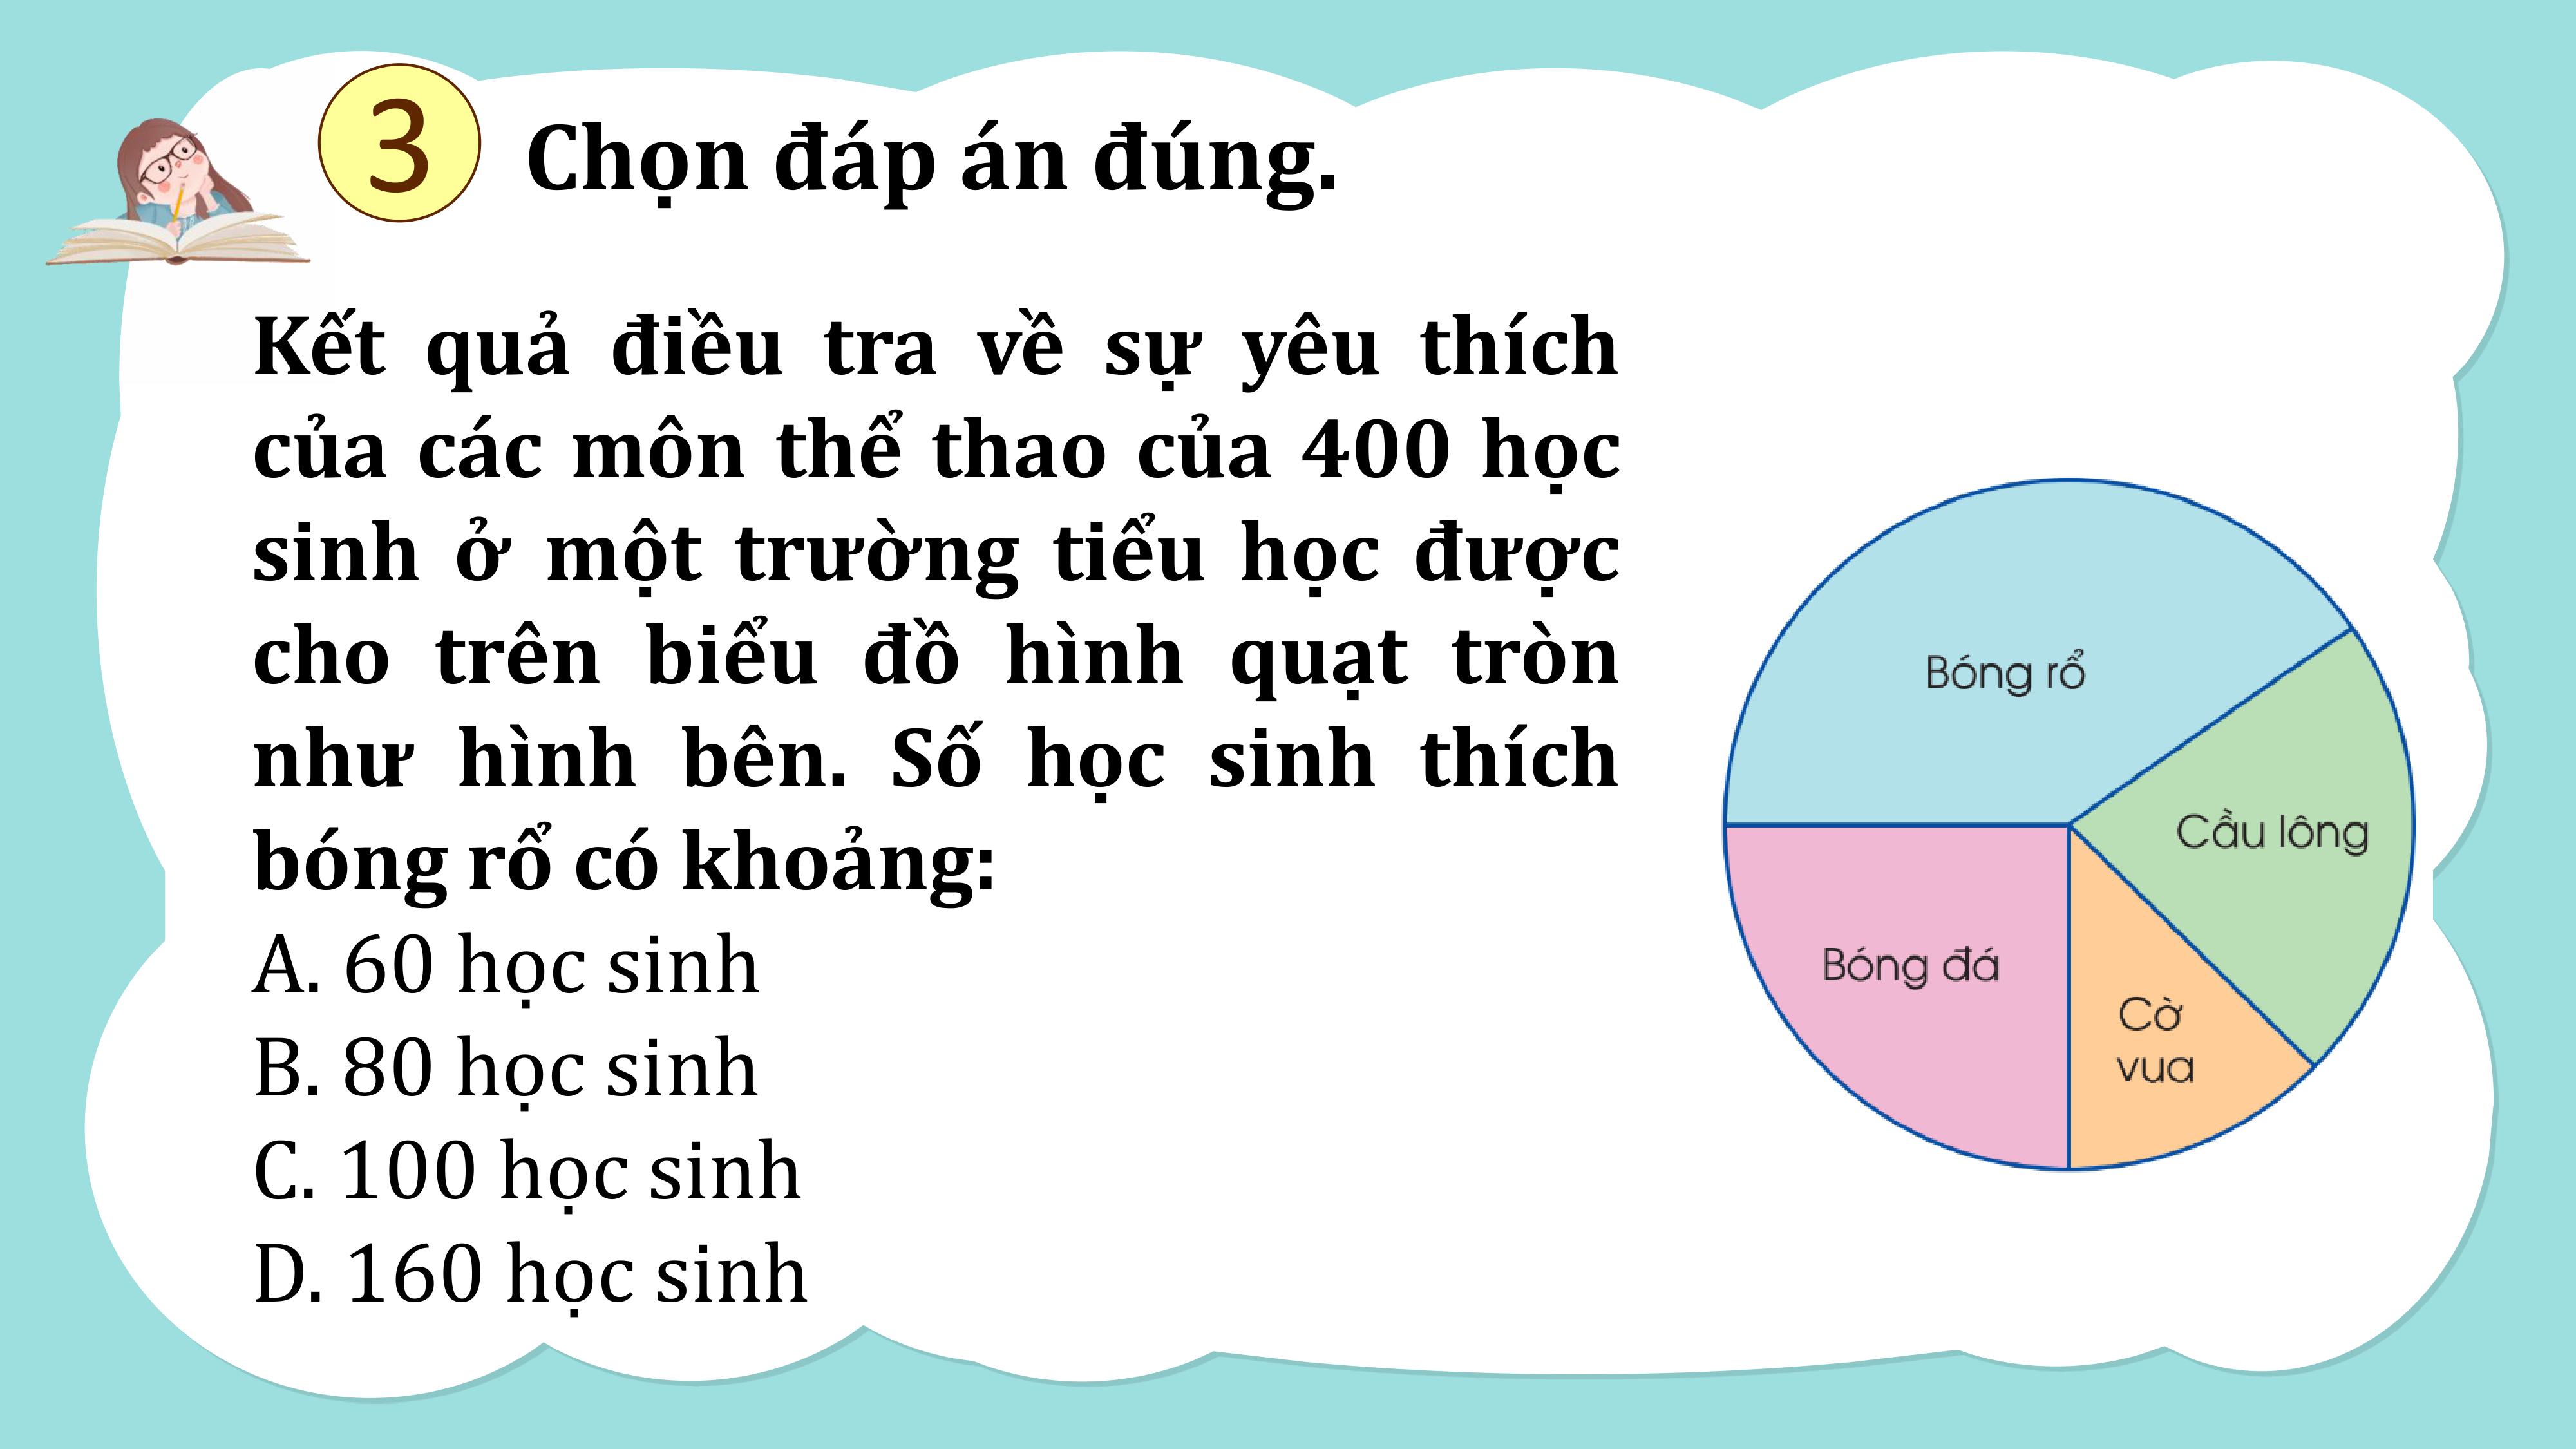 3
Chọn đáp án đúng.
Kết quả điều tra về sự yêu thích
của các môn thể thao của 400 học
sinh ở một trường tiểu học được
cho trên biểu đồ hình quạt tròn
như hình bên. Số học sinh thích
bóng rổ có khoảng:
A. 60 học sinh
B. 80 học sinh
C. 100 học sinh
D. 160 học sinh
Bóng rổ
Cầu lông
Bóng đá
Cờ
vua